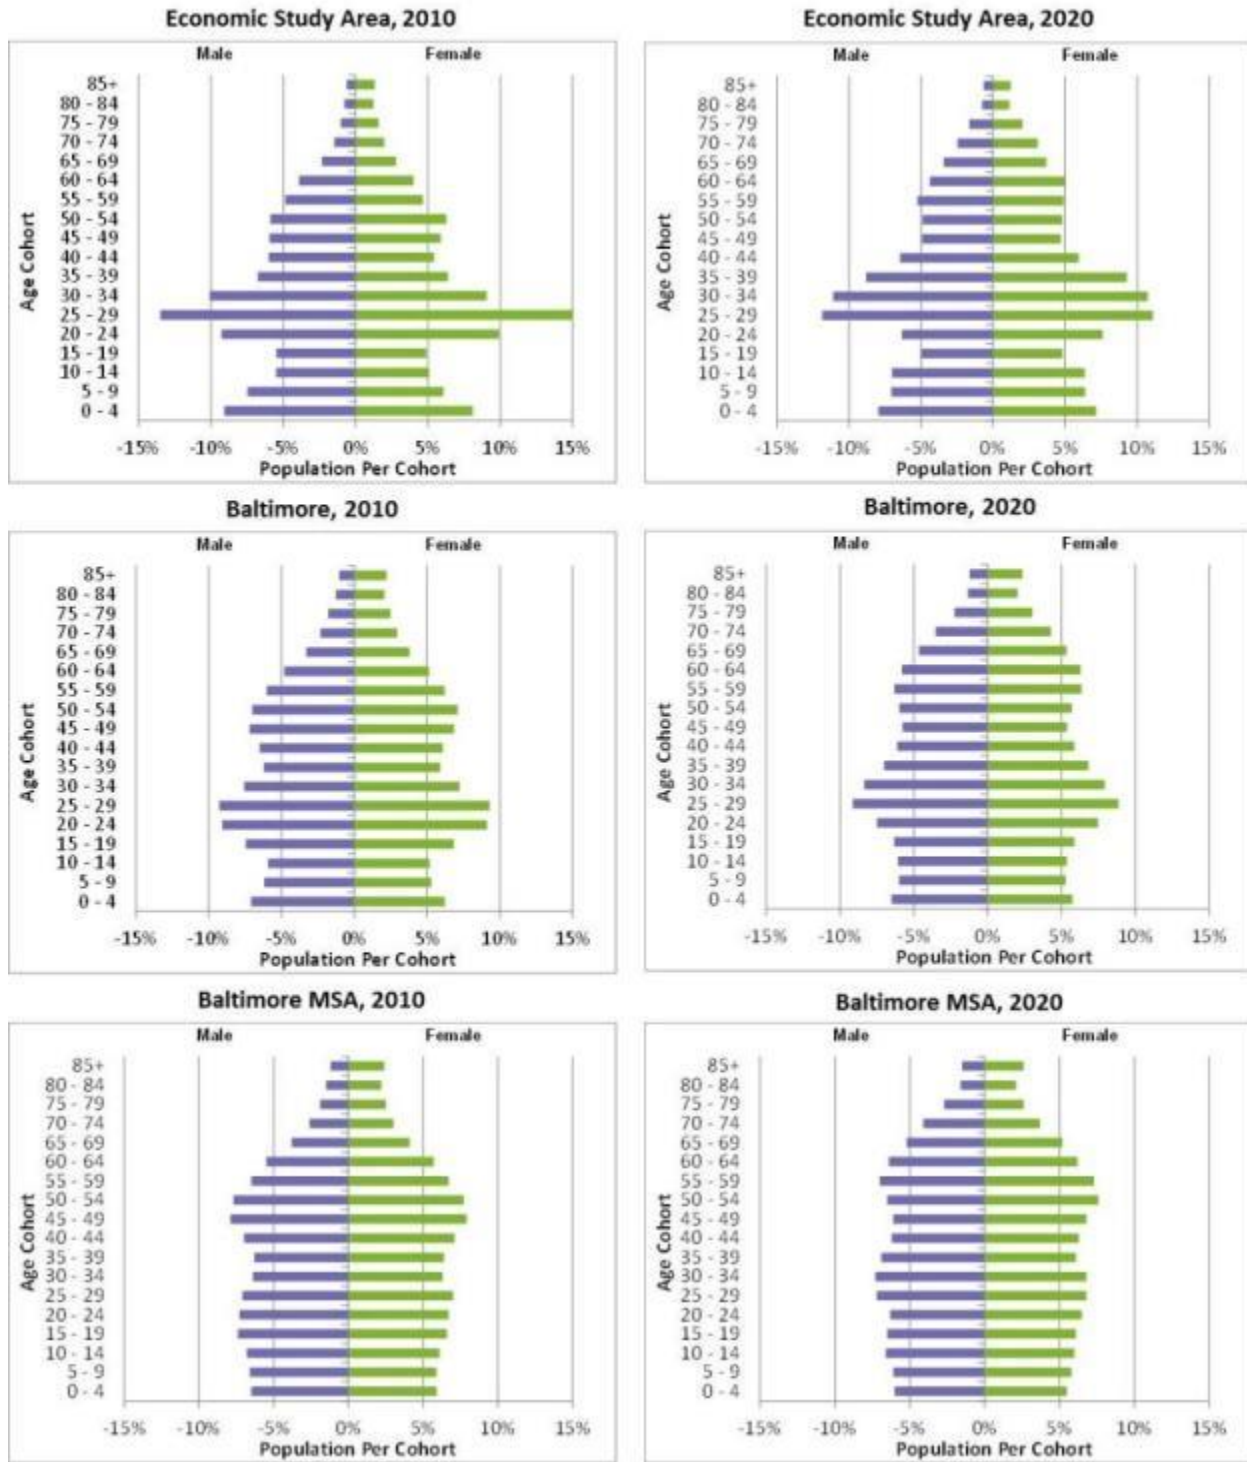 Economic Study Area, 2010
Male Female
Age Cohort
85+
80 - 84
75 - 79
70 - 74
65 - 69
60 - 64
55 - 59
50 - 54
45 - 49
40 - 44
35 - 39
30 - 34
25 - 29
20 - 24
15 - 19
10 - 14
5 - 9
0 - 4
-15% -10% -5% 0% 5% 10% 15%
Population Per Cohort
Economic Study Area, 2020
Male Female
Age Cohort
85+
80 - 84
75 - 79
70 - 74
65 - 69
60 - 64
55 - 59
50 - 54
45 - 49
40 - 44
35 - 39
30 - 34
25 - 29
20 - 24
15 - 19
10 - 14
5 - 9
0 - 4
-15% -10% -5% 0% 5% 10% 15%
Population Per Cohort
Baltimore, 2010
Male Female
Age Cohort
85+
80 - 84
75 - 79
70 - 74
65 - 69
60 - 64
55 - 59
50 - 54
45 - 49
40 - 44
35 - 39
30 - 34
25 - 29
20 - 24
15 - 19
10 - 14
5 - 9
0 - 4
-15% -10% -5% 0% 5% 10% 15%
Population Per Cohort
Baltimore, 2020
Male Female
Age Cohort
85+
80 - 84
75 - 79
70 - 74
65 - 69
60 - 64
55 - 59
50 - 54
45 - 49
40 - 44
35 - 39
30 - 34
25 - 29
20 - 24
15 - 19
10 - 14
5 - 9
0 - 4
-15% -10% -5% 0% 5% 10% 15%
Population Per Cohort
Baltimore MSA, 2010
Male Female
Age Cohort
85+
80 - 84
75 - 79
70 - 74
65 - 69
60 - 64
55 - 59
50 - 54
45 - 49
40 - 44
35 - 39
30 - 34
25 - 29
20 - 24
15 - 19
10 - 14
5 - 9
0 - 4
-15% -10% -5% 0% 5% 10% 15%
Population Per Cohort
Baltimore MSA, 2020
Male Female
Age Cohort
85+
80 - 84
75 - 79
70 - 74
65 - 69
60 - 64
55 - 59
50 - 54
45 - 49
40 - 44
35 - 39
30 - 34
25 - 29
20 - 24
15 - 19
10 - 14
5 - 9
0 - 4
-15% -10% -5% 0% 5% 10% 15%
Population Per Cohort